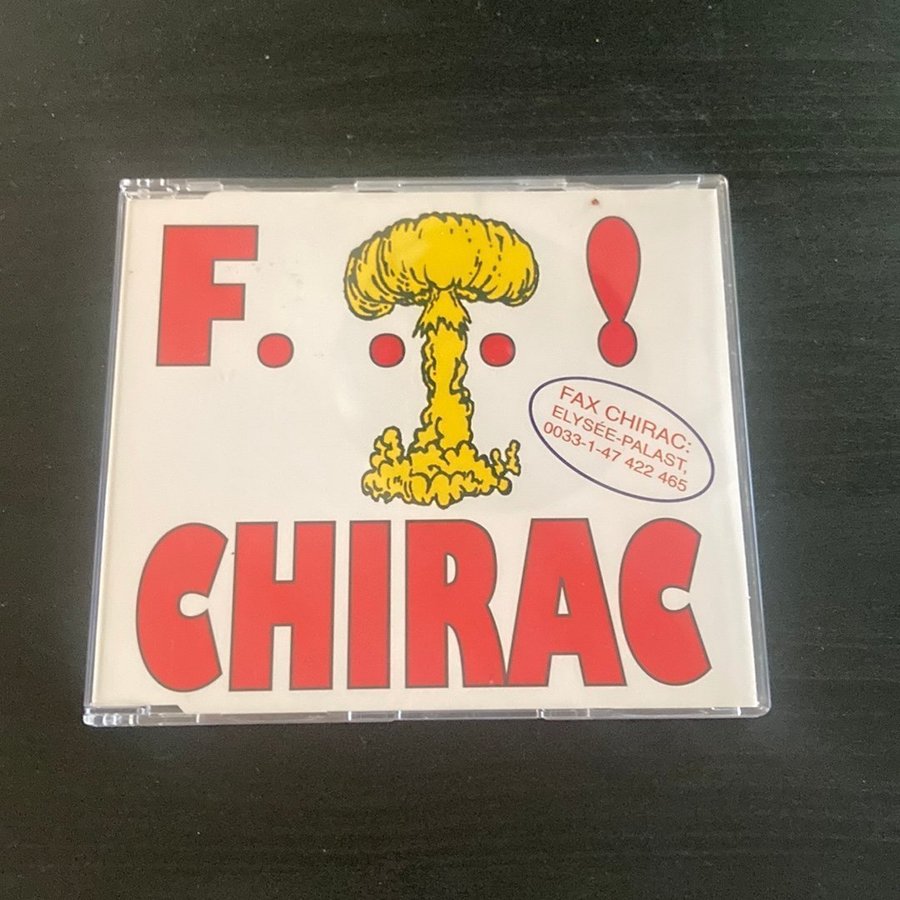 F. . . !
FAX CHIRAC:
ELYSÉE-PALAST,
0033-1-47 422 465
CHIRAC